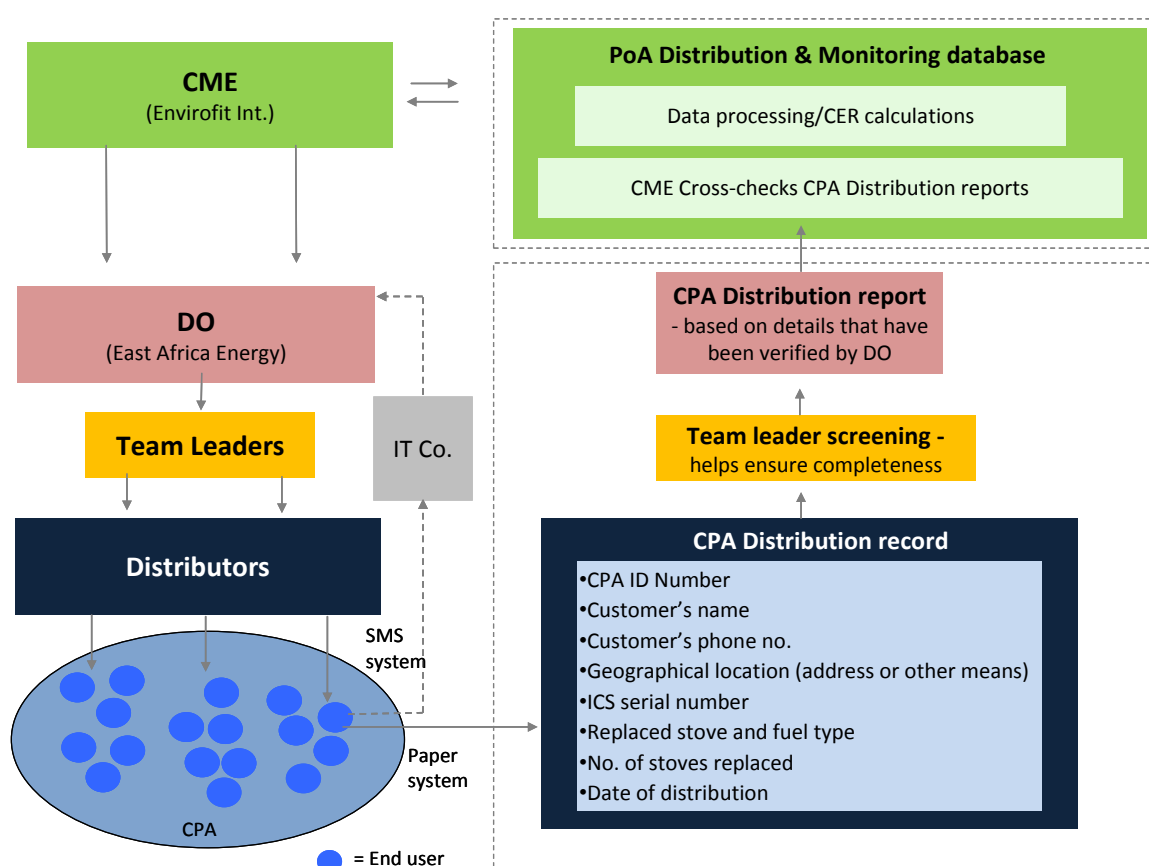 CME
(Envirofit Int.)
PoA Distribution & Monitoring database
Data processing/CER calculations
CME Cross-checks CPA Distribution reports
DO
(East Africa Energy)
CPA Distribution report
- based on details that have
been verified by DO
Team Leaders
IT Co.
Team leader screening -
helps ensure completeness
Distributors
CPA Distribution record
•CPA ID Number
•Customer’s name
•Customer’s phone no.
•Geographical location (address or other means)
•ICS serial number
•Replaced stove and fuel type
•No. of stoves replaced
•Date of distribution
SMS
system
Paper
system
CPA
= End user